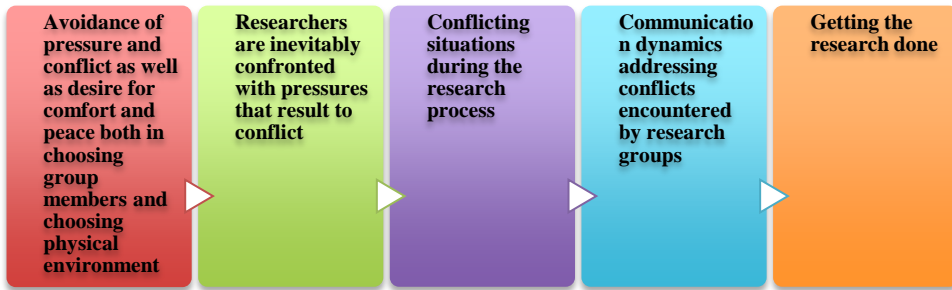 Avoidance of
pressure and
conflict as well
as desire for
comfort and
peace both in
choosing
group
members and
choosing
physical
environment
Researchers
are inevitably
confronted
with pressures
that result to
conflict
Conflicting
situations
during the
research
process
Communicatio
n dynamics
addressing
conflicts
encountered
by research
groups
Getting the
research done